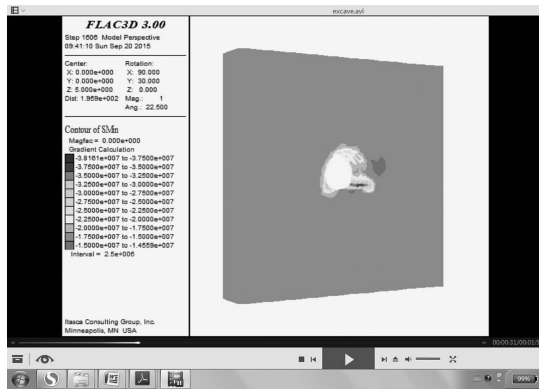 excave.avi
FLAC3D 3.00
Step 1606 Model Perspective
09:41:10 Sun Sep 20 2015
Center: Rotation:
X: 0.000e+000 X: 90.000
Y: 0.000e+000 Y: 30.000
Z: 5.000e+000 Z: 0.000
Dist: 1.959e+002 Mag.: 1
Ang.: 22.500
Contour of SMin
Magfac = 0.000e+000
Gradient Calculation
-3.8161e+007 to -3.7500e+007
-3.7500e+007 to -3.5000e+007
-3.5000e+007 to -3.2500e+007
-3.2500e+007 to -3.0000e+007
-3.0000e+007 to -2.7500e+007
-2.7500e+007 to -2.5000e+007
-2.5000e+007 to -2.2500e+007
-2.2500e+007 to -2.0000e+007
-2.0000e+007 to -1.7500e+007
-1.7500e+007 to -1.5000e+007
-1.5000e+007 to -1.4559e+007
Interval = 2.5e+006
Itasca Consulting Group, Inc.
Minneapolis, MN USA
99%